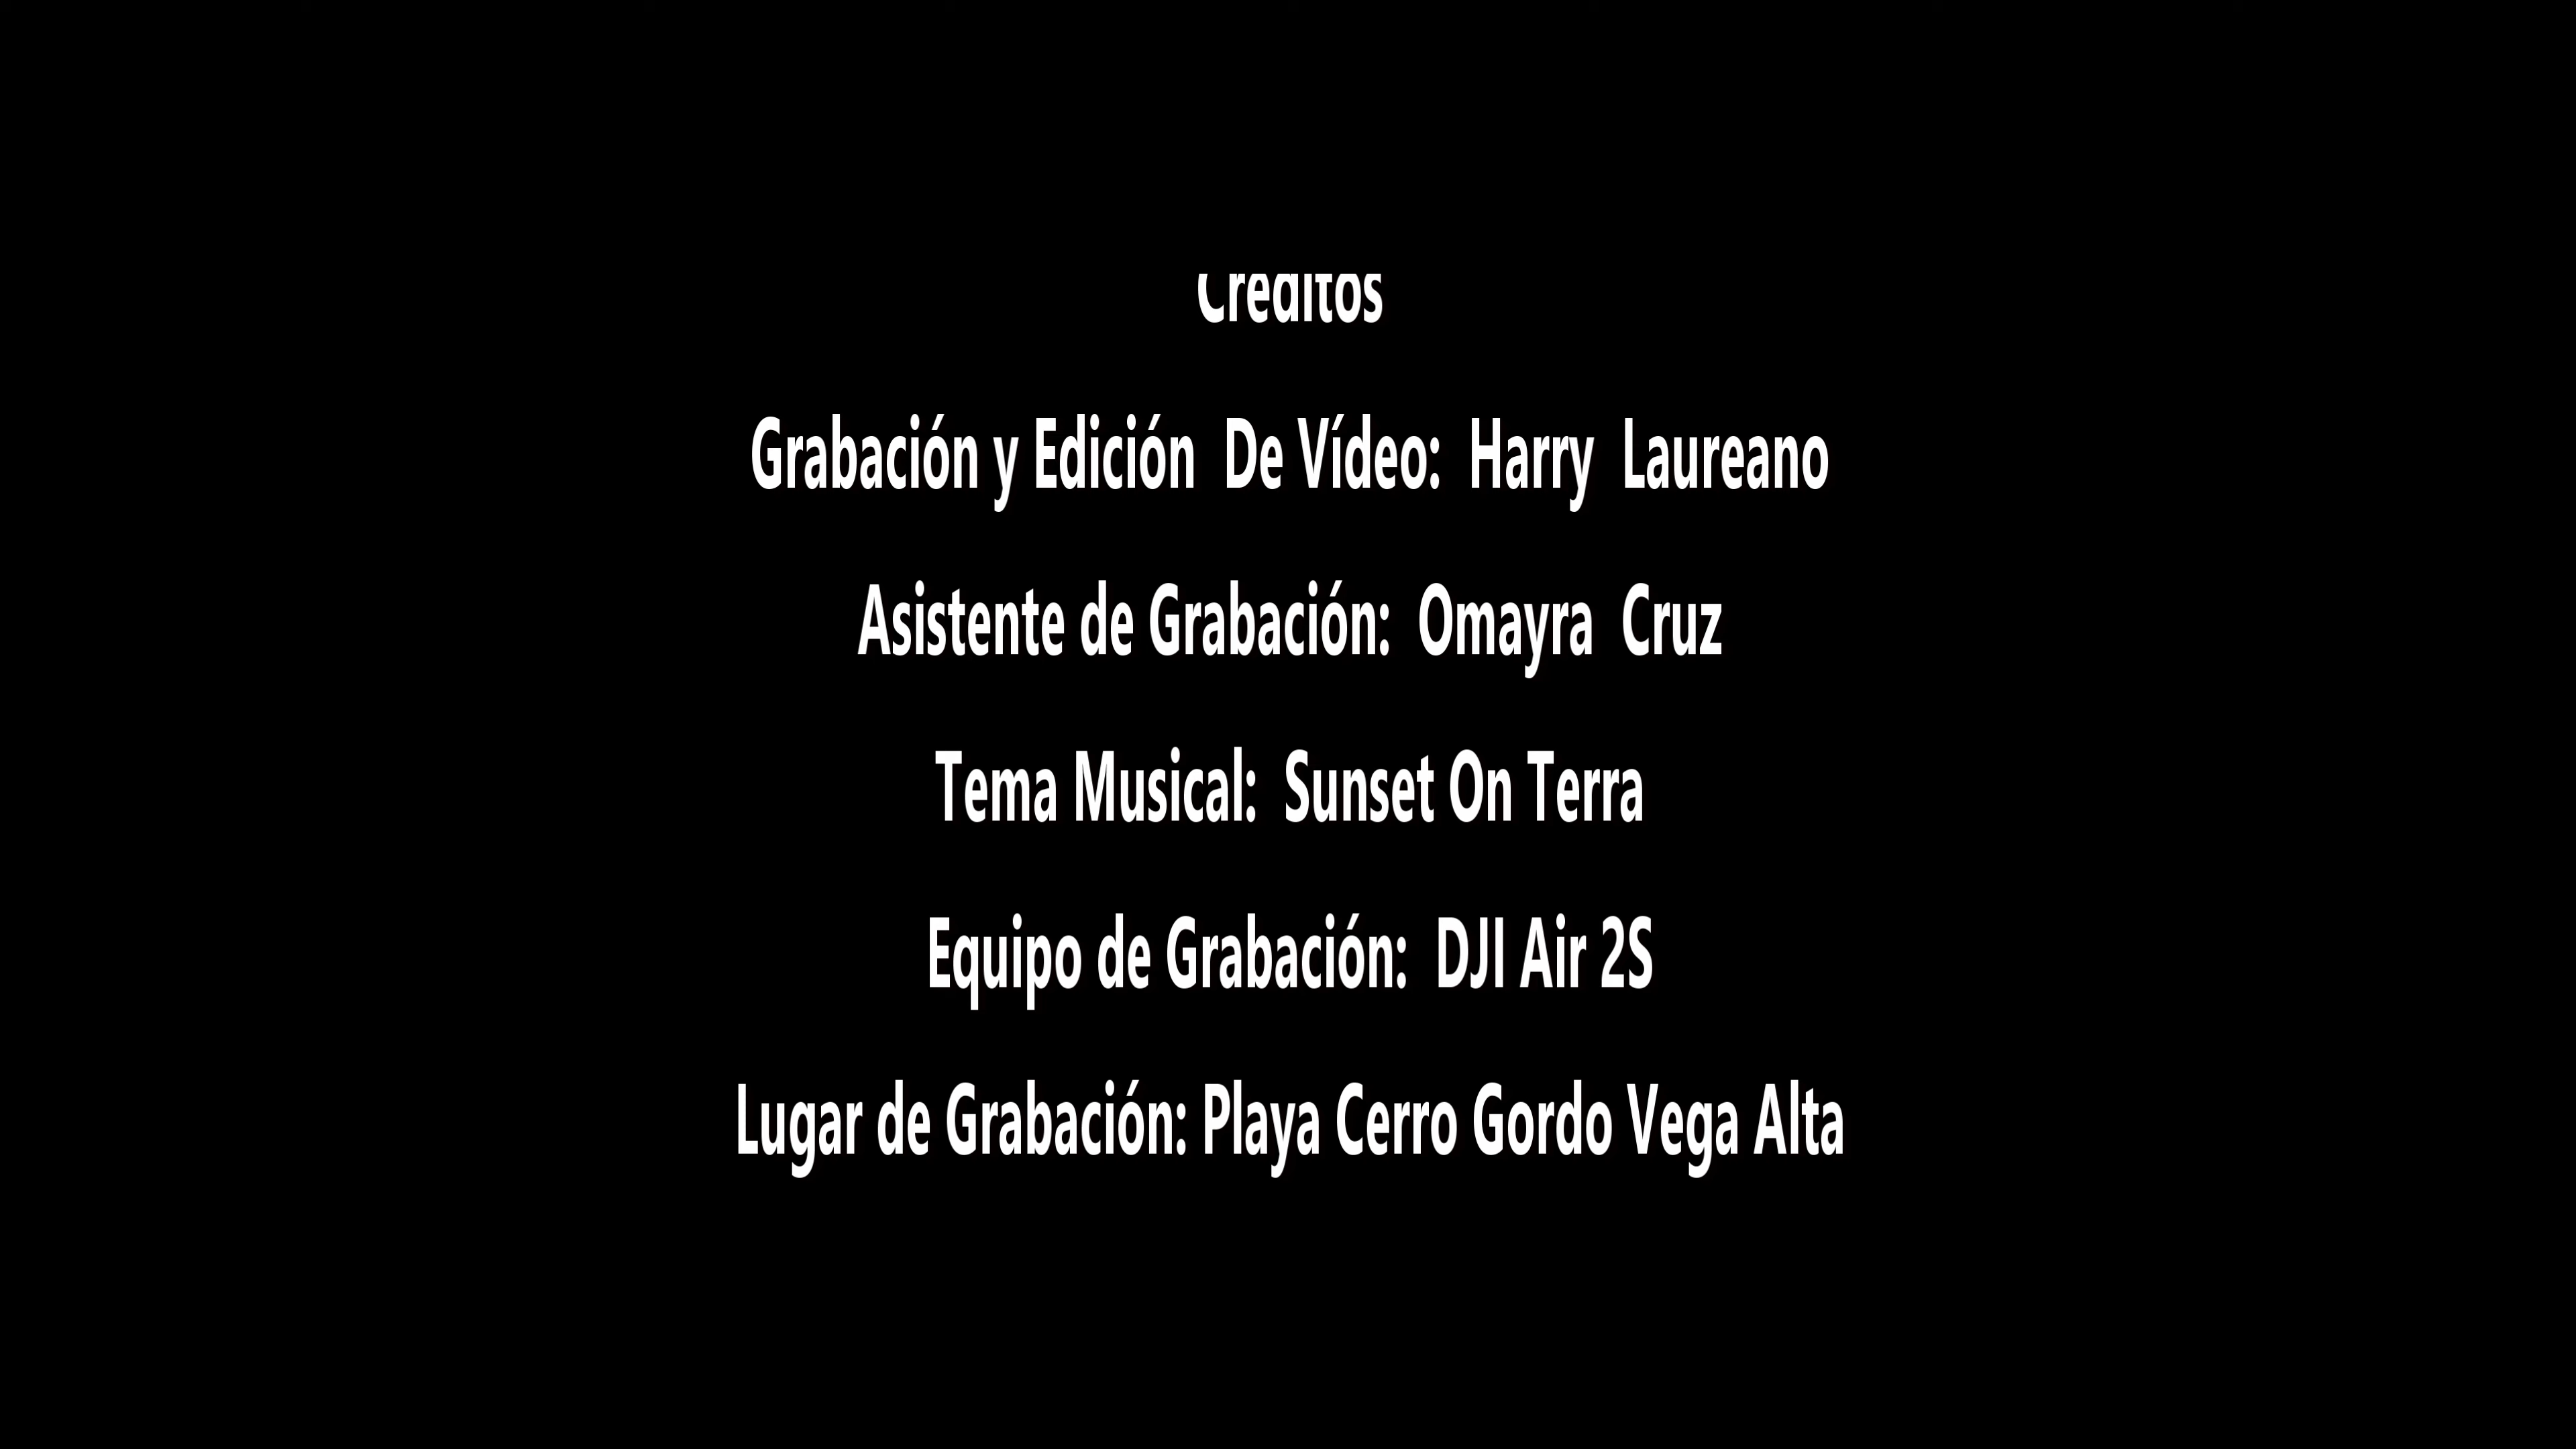 Créditos
Grabación y Edición De Vídeo: Harry Laureano
Asistente de Grabación: Omayra Cruz
Tema Musical: Sunset On Terra
Equipo de Grabación: DJI Air 2S
Lugar de Grabación: Playa Cerro Gordo Vega Alta